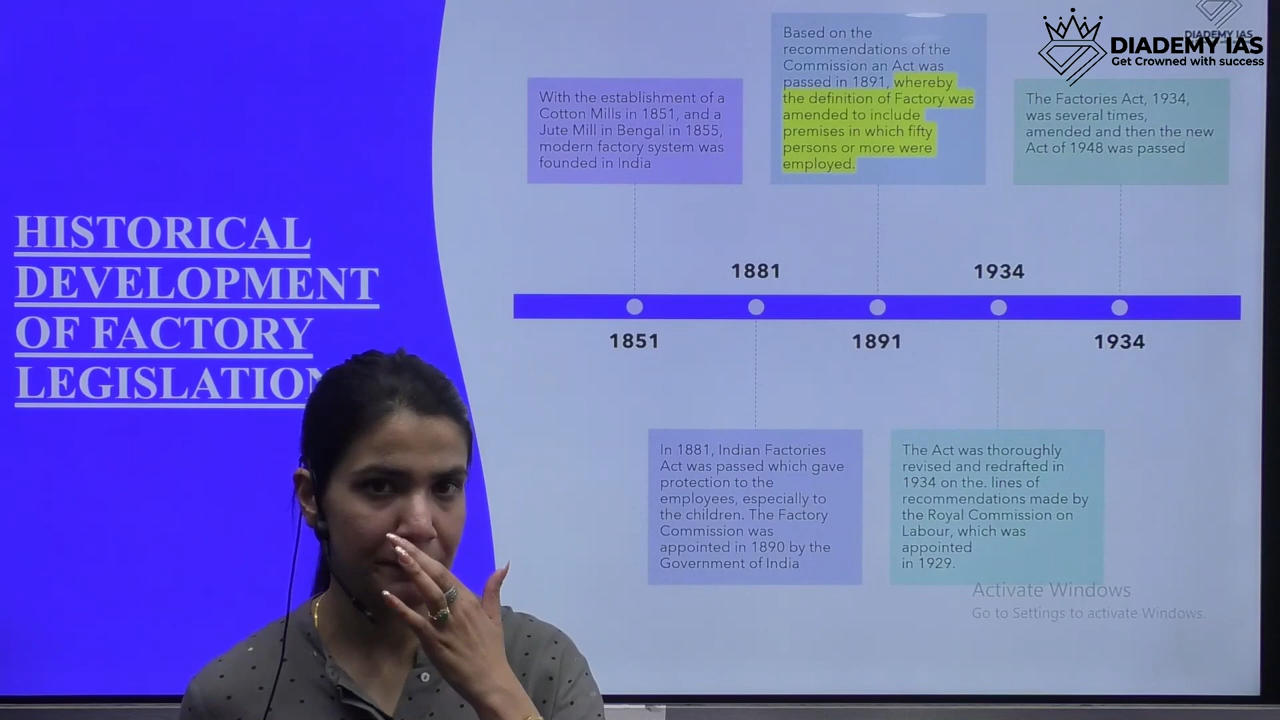 DIADEMY IAS
DIADEMY IAS
Get Crowned with success
HISTORICAL
DEVELOPMENT
OF FACTORY
LEGISLATION
With the establishment of a
Cotton Mills in 1851, and a
Jute Mill in Bengal in 1855,
modern factory system was
founded in India
Based on the
recommendations of the
Commission an Act was
passed in 1891, whereby
the definition of Factory was
amended to include
premises in which fifty
persons or more were
employed.
The Factories Act, 1934,
was several times,
amended and then the new
Act of 1948 was passed
1881
1934
1851
1891
1934
In 1881, Indian Factories
Act was passed which gave
protection to the
employees, especially to
the children. The Factory
Commission was
appointed in 1890 by the
Government of India
The Act was thoroughly
revised and redrafted in
1934 on the. lines of
recommendations made by
the Royal Commission on
Labour, which was
appointed
in 1929.
Activate Windows
Go to Settings to activate Windows.